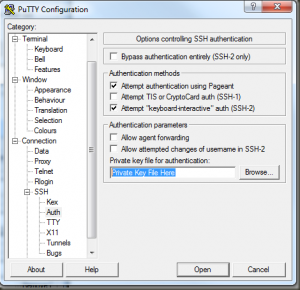 PuTTY Configuration
Category:
Terminal
Keyboard
Bell
Features
Window
Appearance
Behaviour
Translation
Selection
Colours
Connection
Data
Proxy
Telnet
Rlogin
SSH
Kex
Auth
TTY
X11
Tunnels
Bugs
Options controlling SSH authentication
Bypass authentication entirely (SSH-2 only)
Authentication methods
Attempt authentication using Pageant
Attempt TIS or CryptoCard auth (SSH-1)
Attempt "keyboard-interactive" auth (SSH-2)
Authentication parameters
Allow agent forwarding
Allow attempted changes of username in SSH-2
Private key file for authentication:
Private Key File Here
Browse...
About
Help
Open
Cancel